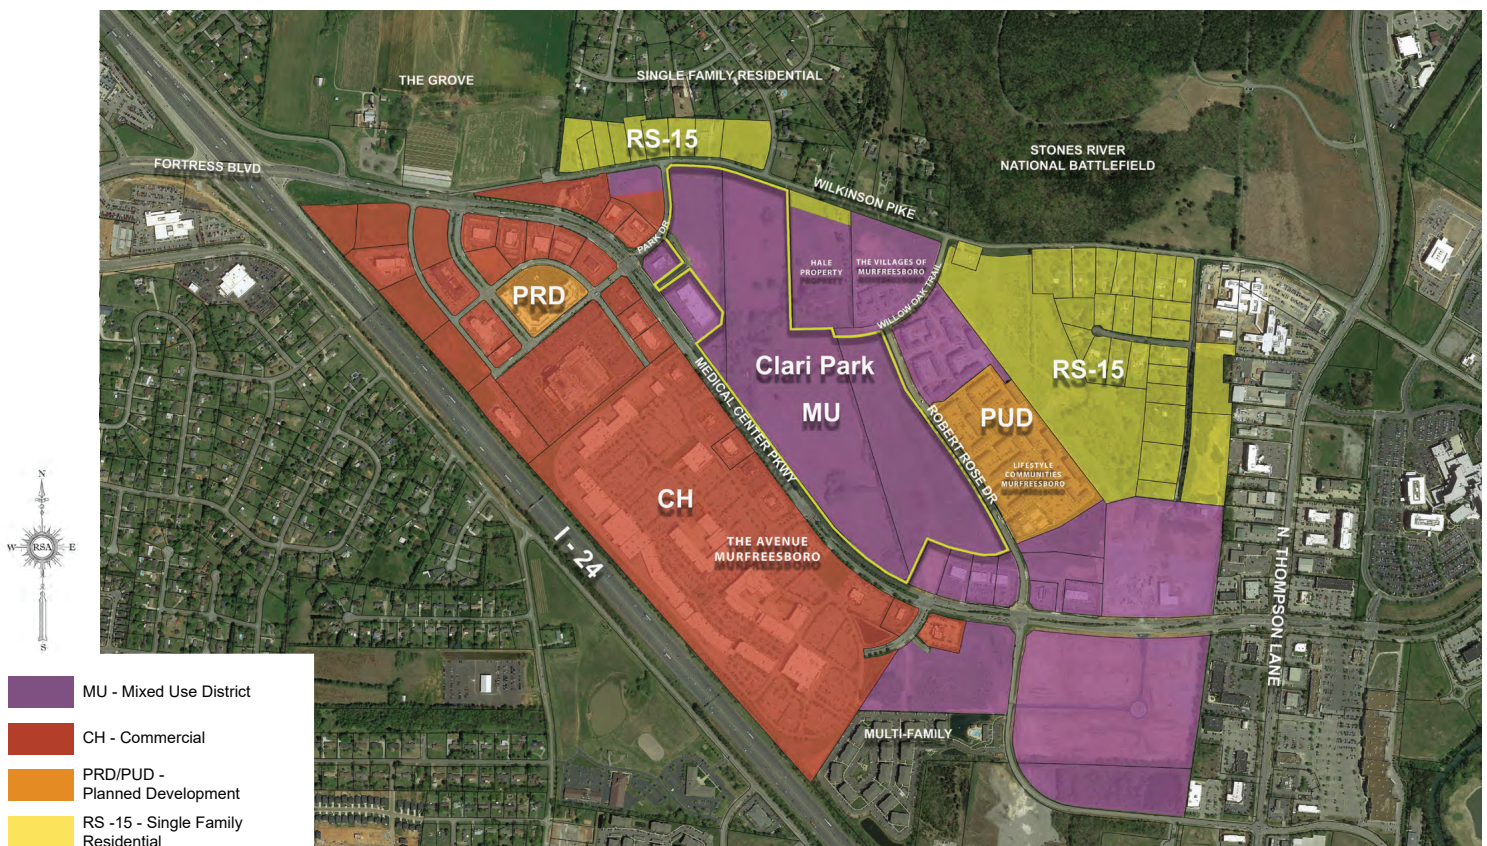 THE GROVE
SINGLE FAMILY RESIDENTIAL
RS-15
STONES RIVER
NATIONAL BATTLEFIELD
FORTRESS BLVD
WILKINSON PIKE
PARK DR
HALE
PROPERTY
THE VILLAGES OF
MURFREESBORO
WILLOW OAK TRAIL
PRD
Clari Park
MU
RS-15
MEDICAL CENTER PKWY
ROBERT ROSE DR
PUD
LIFESTYLE
COMMUNITIES
MURFREESBORO
CH
THE AVENUE
MURFREESBORO
I - 24
N THOMPSON LANE
MULTI-FAMILY
N
W
RSA
E
S
MU - Mixed Use District
CH - Commercial
PRD/PUD -
Planned Development
RS -15 - Single Family
Residential